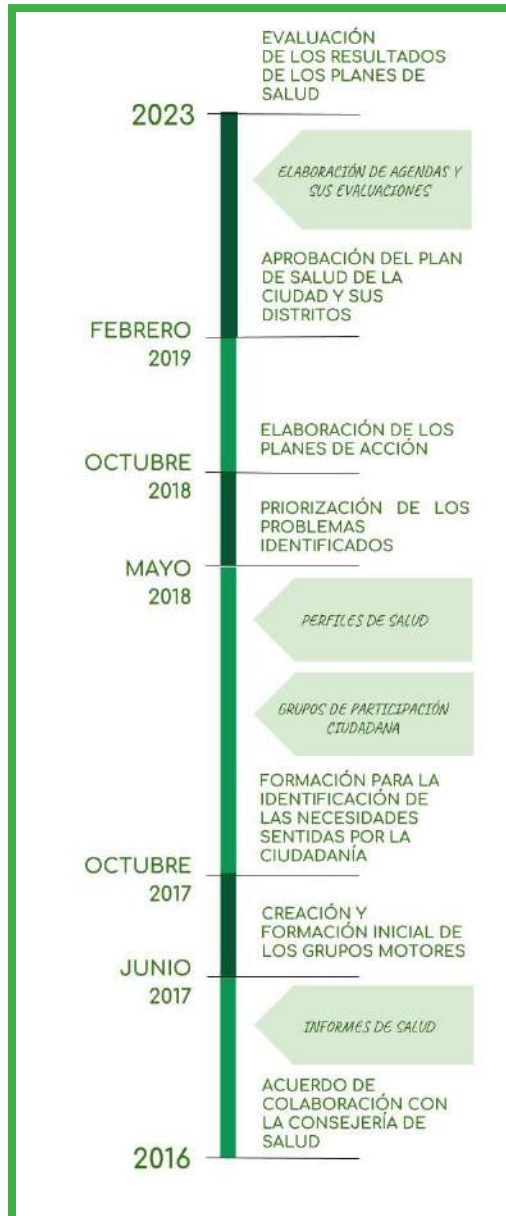 EVALUACIÓN
DE LOS RESULTADOS
DE LOS PLANES DE
SALUD
2023
ELABORACIÓN DE AGENDAS Y
SUS EVALUACIONES
APROBACIÓN DEL PLAN
DE SALUD DE LA
CIUDAD Y SUS
DISTRITOS
FEBRERO
2019
ELABORACIÓN DE LOS
PLANES DE ACCIÓN
OCTUBRE
2018
PRIORIZACIÓN DE LOS
PROBLEMAS
IDENTIFICADOS
MAYO
2018
PERFILES DE SALUD
GRUPOS DE PARTICIPACIÓN
CIUDADANA
FORMACIÓN PARA LA
IDENTIFICACIÓN DE
LAS NECESIDADES
SENTIDAS POR LA
CIUDADANÍA
OCTUBRE
2017
CREACIÓN Y
FORMACIÓN INICIAL DE
LOS GRUPOS MOTORES
JUNIO
2017
INFORMES DE SALUD
ACUERDO DE
COLABORACIÓN CON
LA CONSEJERÍA DE
SALUD
2016